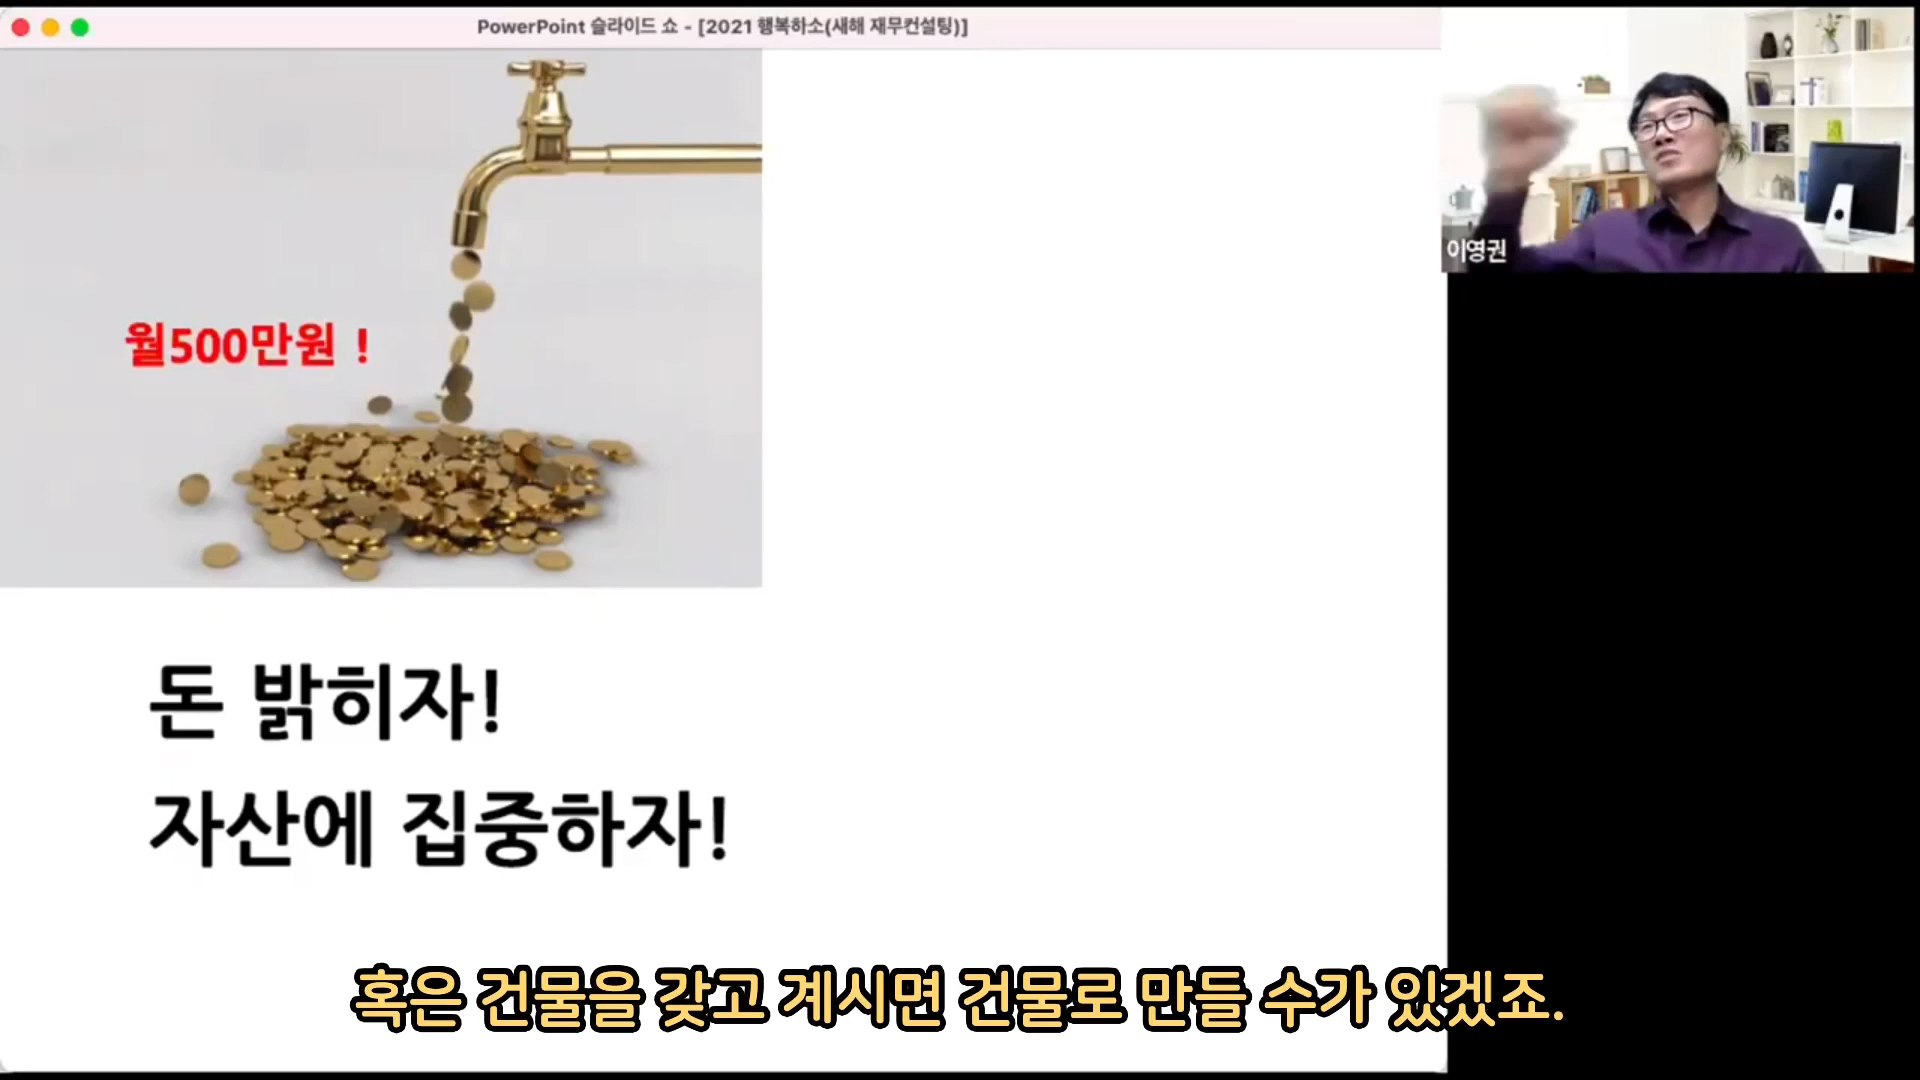 PowerPoint 슬라이드 쇼 - [2021 행복하소(새해 재무컨설팅)]
이영권
월500만원 !
돈 밝히자!
자산에 집중하자!
혹은 건물을 갖고 계시면 건물로 만들 수가 있겠죠.